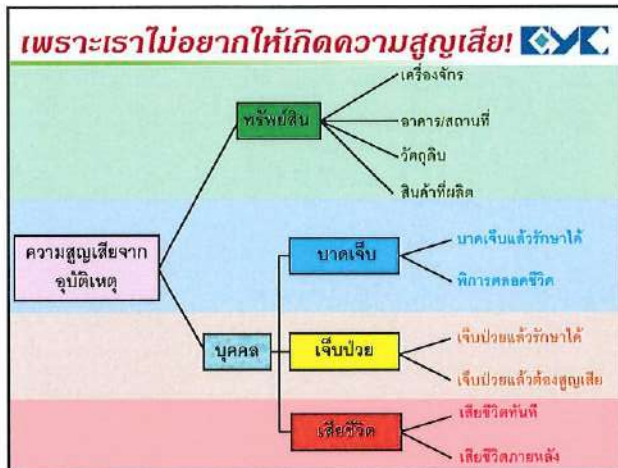 เพราะเราไม่อยากให้เกิดความสูญเสีย!
เครื่องจักร
ทรัพย์สิน
อาคาร/สถานที่
วัตถุดิบ
สินค้าที่ผลิต
ความสูญเสียจาก
อุบัติเหตุ
บาดเจ็บ
บาดเจ็บแล้วรักษาได้
พิการตลอดชีวิต
บุคคล
เจ็บป่วย
เจ็บป่วยแล้วรักษาได้
เจ็บป่วยแล้วต้องสูญเสีย
เสียชีวิต
เสียชีวิตทันที
เสียชีวิตภายหลัง